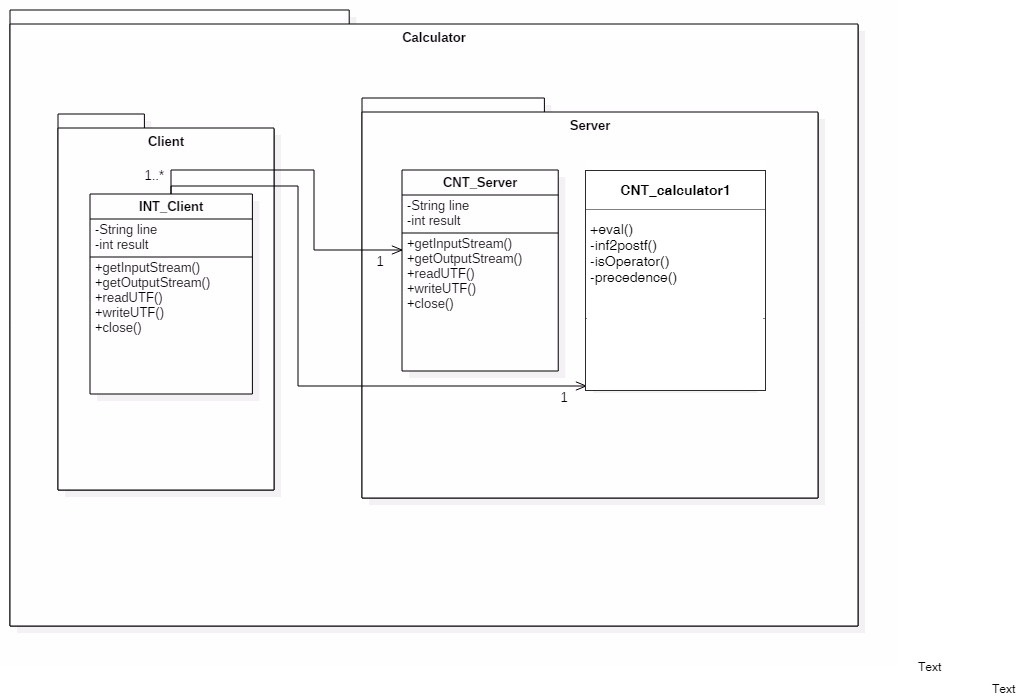 Calculator
Client
1..*
INT_Client
-String line
-int result
+getInputStream()
+getOutputStream()
+readUTF()
+writeUTF()
+close()
Server
CNT_Server
-String line
-int result
+getInputStream()
+getOutputStream()
+readUTF()
+writeUTF()
+close()
1
CNT_calculator1
+eval()
-inf2postf()
-isOperator()
-precedence()
1
Text
Text